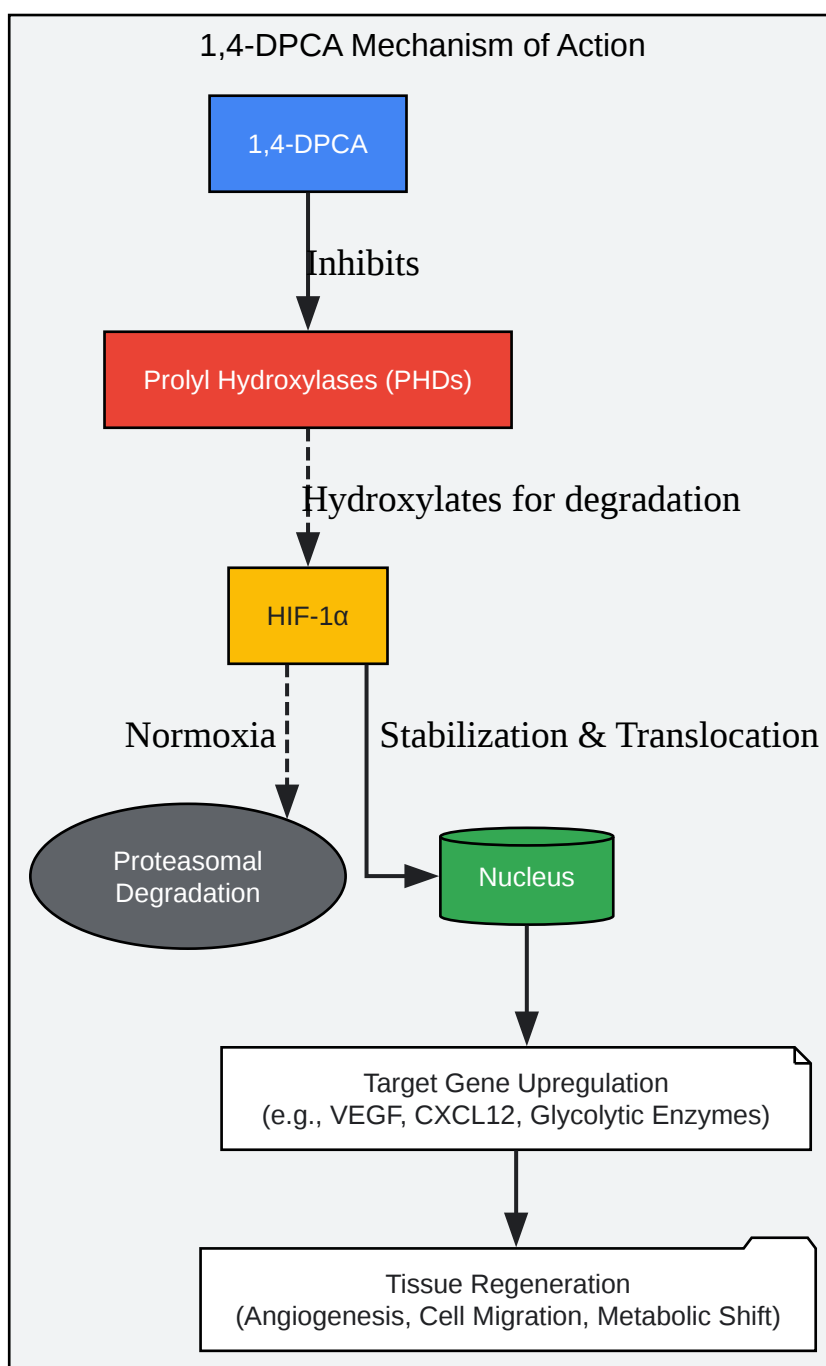 1,4-DPCA Mechanism of Action
1,4-DPCA
Inhibits
Prolyl Hydroxylases (PHDs)
Hydroxylates for degradation
HIF-1α
Normoxia
Stabilization & Translocation
Proteasomal
Degradation
Nucleus
Target Gene Upregulation
(e.g., VEGF, CXCL12, Glycolytic Enzymes)
Tissue Regeneration
(Angiogenesis, Cell Migration, Metabolic Shift)